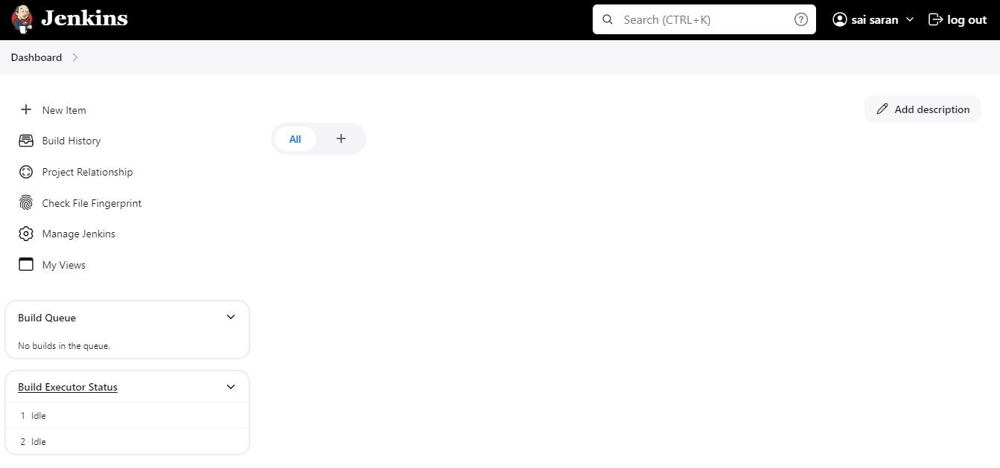 Jenkins
Search (CTRL+K)
sai saran
log out
Dashboard
New Item
Build History
Project Relationship
Check File Fingerprint
Manage Jenkins
My Views
Add description
All +
Build Queue
No builds in the queue.
Build Executor Status
1 Idle
2 Idle